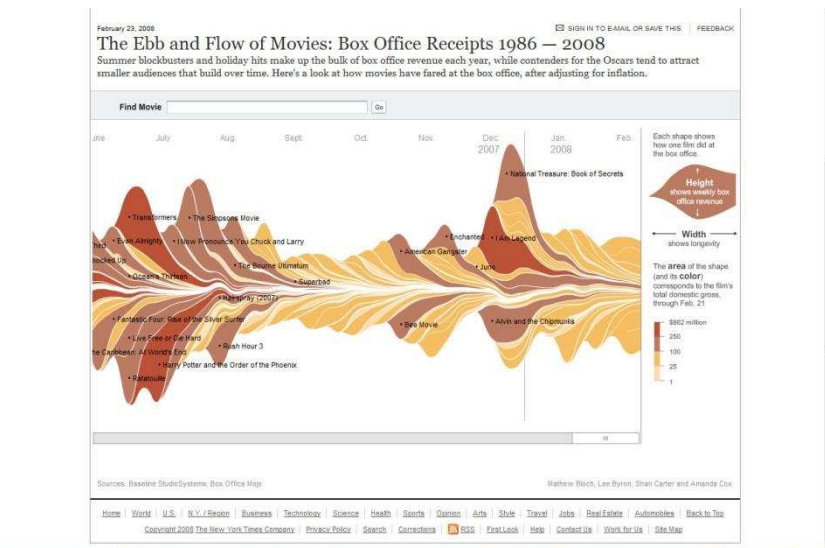 February 23, 2008
SIGN IN TO E-MAIL OR SAVE THIS
FEEDBACK
The Ebb and Flow of Movies: Box Office Receipts 1986 — 2008
Summer blockbusters and holiday hits make up the bulk of box office revenue each year, while contenders for the Oscars tend to attract
smaller audiences that build over time. Here's a look at how movies have fared at the box office, after adjusting for inflation.
Find Movie
Go
une July Aug. Sept. Oct. Nov. Dec. Jan. Feb.
2007 2008
Each shape shows
how one film did at
the box office.
Height
shows weekly box
office revenue
Width
shows longevity
The area of the shape
(and its color)
corresponds to the film's
total domestic gross,
through Feb. 21
$862 million
250
100
25
1
National Treasure: Book of Secrets
Transformers
The Simpsons Movie
Third
Evan Almighty
I Now Pronounce You Chuck and Larry
Enchanted
I Am Legend
American Gangster
Knocked Up
The Bourne Ultimatum
Juno
Ocean's Thirteen
Superbad
Hairspray (2007)
Fantastic Four: Rise of the Silver Surfer
Bee Movie
Alvin and the Chipmunks
Live Free or Die Hard
Rush Hour 3
he Caribbean: At World's End
Harry Potter and the Order of the Phoenix
Ratatouille
Sources: Baseline StudioSystems; Box Office Mojo
Mathew Bloch, Lee Byron, Shan Carter and Amanda Cox
Home World U.S. N.Y. / Region Business Technology Science Health Sports Opinion Arts Style Travel Jobs Real Estate Automobiles Back to Top
Copyright 2008 The New York Times Company Privacy Policy Search Corrections RSS First Look Help Contact Us Work for Us Site Map